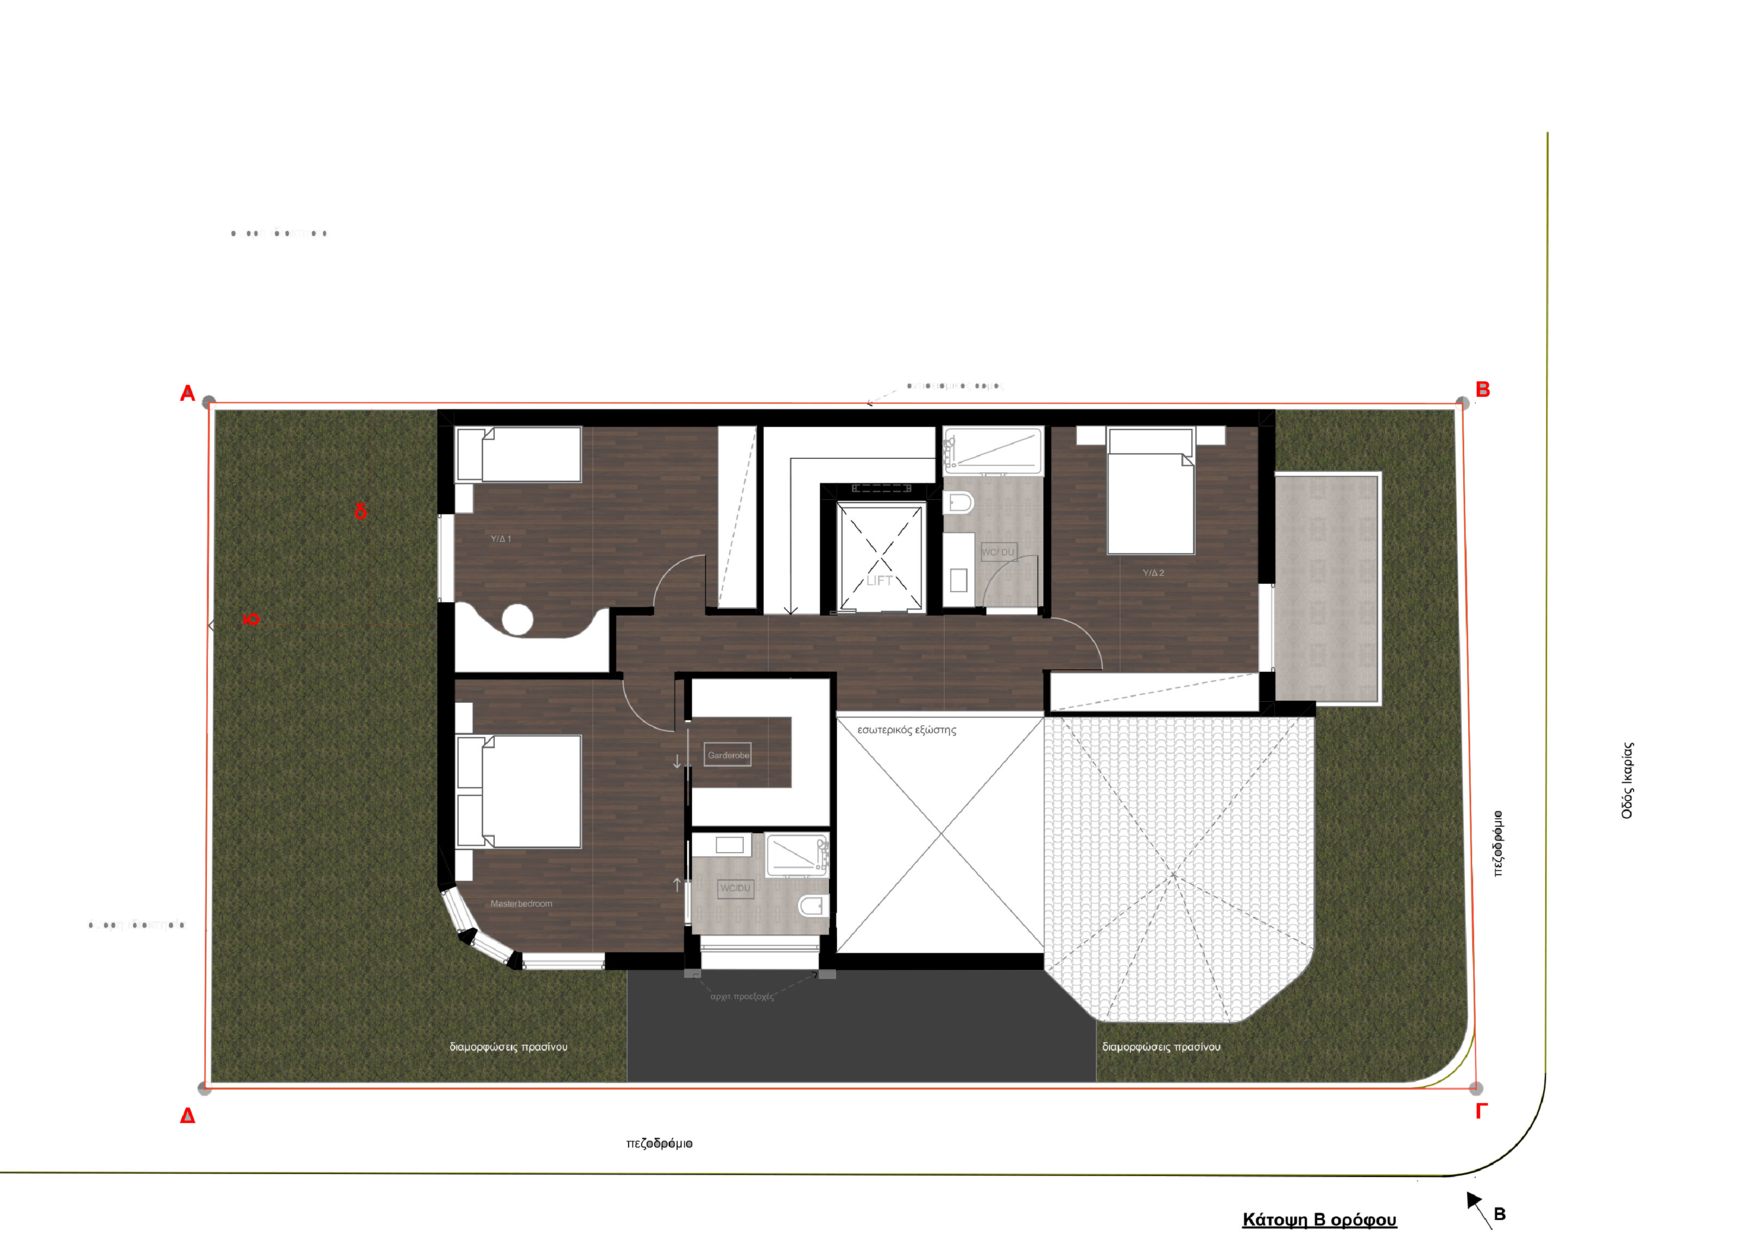 Α
Β
δ
Υ/Δ 1
LIFT
WC/DU
Υ/Δ 2
δ
εσωτερικός εξώστης
Garderobe
Οδός Ικαρίας
πεζοδρόμιο
WC/DU
Masterbedroom
αρχιτ. προεξοχές
διαμορφώσεις πρασίνου
διαμορφώσεις πρασίνου
Δ
Γ
πεζοδρόμιο
Κάτοψη Β ορόφου
Β